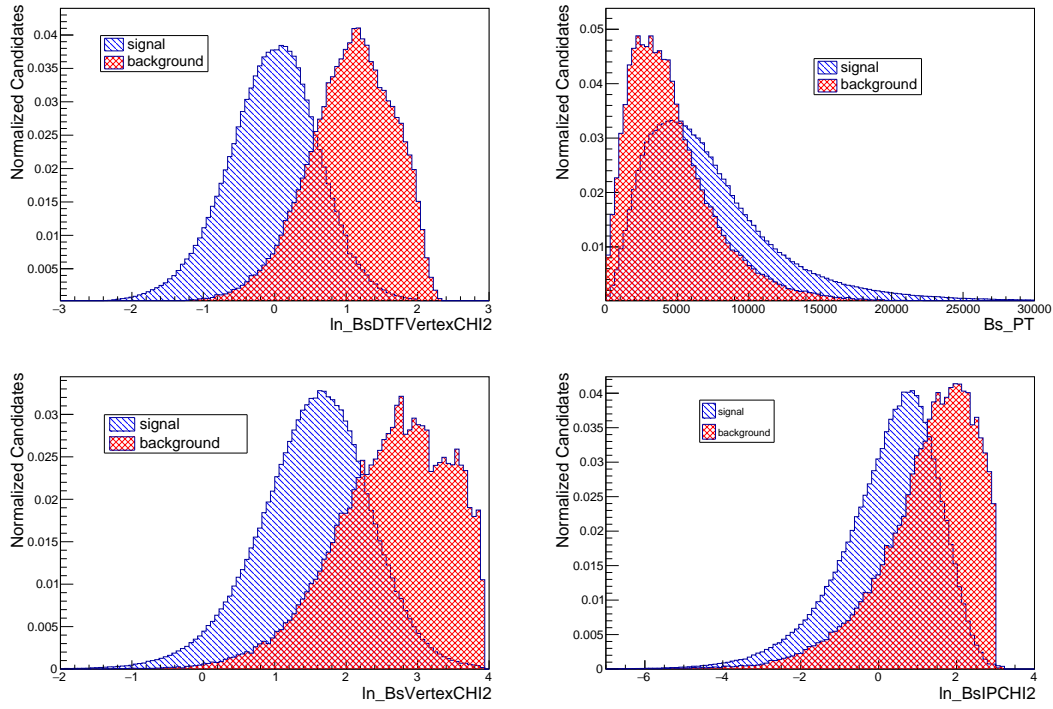 Normalized Candidates
0.04
0.035
0.03
0.025
0.02
0.015
0.01
0.005
signal
background
−3 −2 −1 0 1 2 3
ln_BsDTFVertexCHI2
Normalized Candidates
0.05
0.04
0.03
0.02
0.01
signal
background
0 5000 10000 15000 20000 25000 30000
Bs_PT
Normalized Candidates
0.03
0.025
0.02
0.015
0.01
0.005
0
signal
background
−2 −1 0 1 2 3 4
ln_BsVertexCHI2
Normalized Candidates
0.04
0.035
0.03
0.025
0.02
0.015
0.01
0.005
0
signal
background
−6 −4 −2 0 2 4
ln_BsIPCHI2